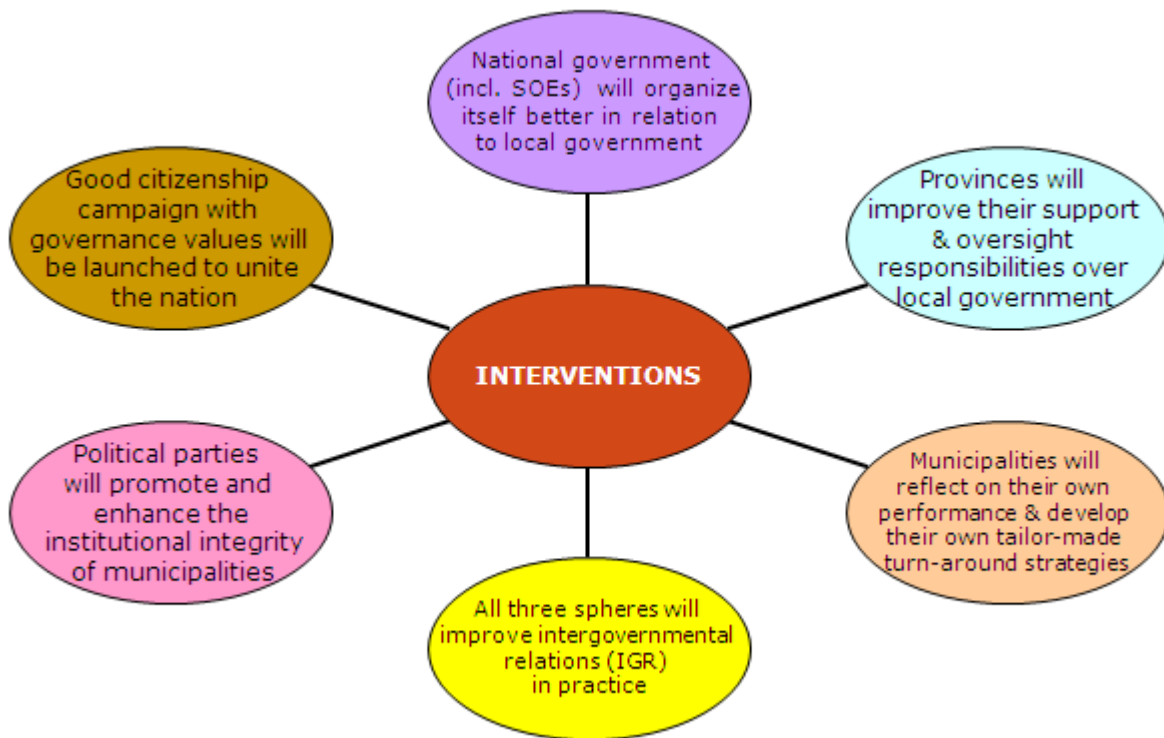 National government
(incl. SOEs) will organize
itself better in relation
to local government
Good citizenship
campaign with
governance values will
be launched to unite
the nation
Provinces will
improve their support
& oversight
responsibilities over
local government
INTERVENTIONS
Political parties
will promote and
enhance the
institutional integrity
of municipalities
Municipalities will
reflect on their own
performance & develop
their own tailor-made
turn-around strategies
All three spheres will
improve intergovernmental
relations (IGR)
in practice